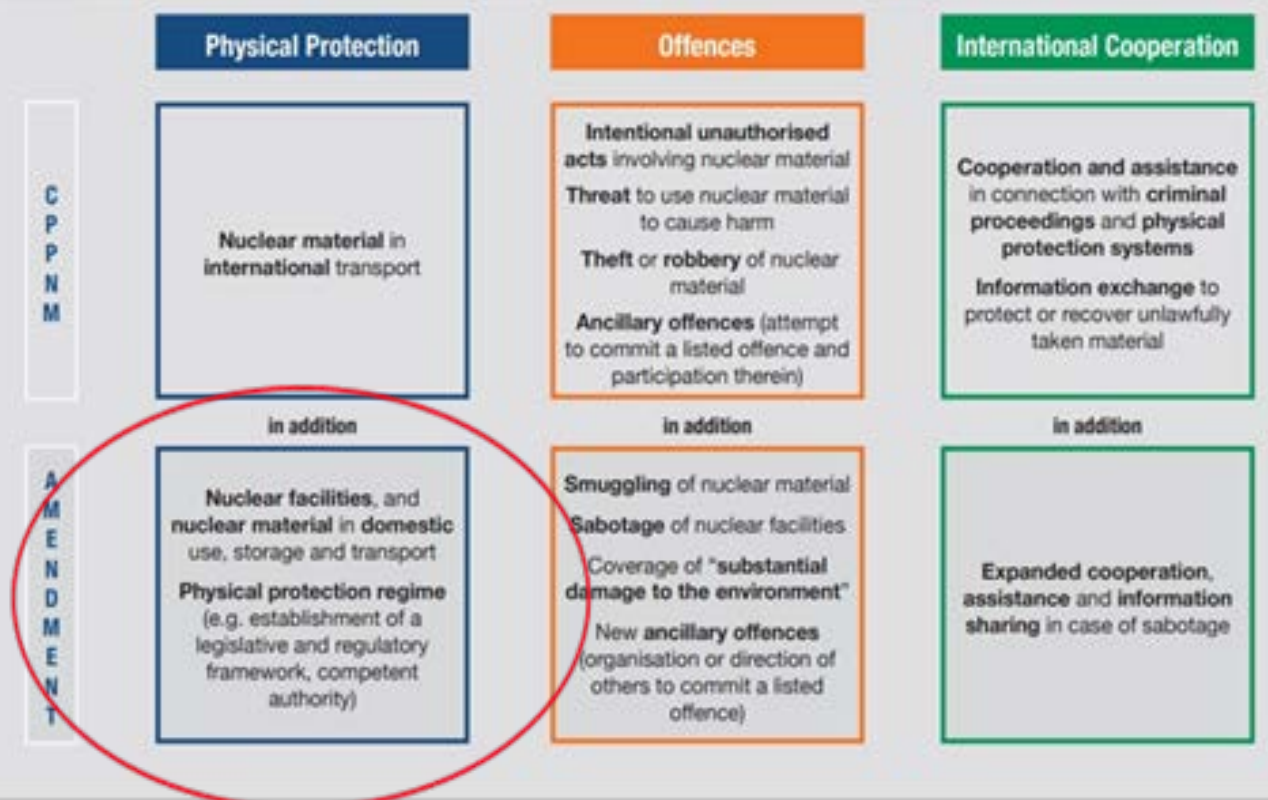 Physical Protection
Offences
International Cooperation
CPPNM
Nuclear material in
international transport
Intentional unauthorised
acts involving nuclear material
Threat to use nuclear material
to cause harm
Theft or robbery of nuclear
material
Ancillary offences (attempt
to commit a listed offence and
participation therein)
Cooperation and assistance
in connection with criminal
proceedings and physical
protection systems
Information exchange to
protect or recover unlawfully
taken material
in addition
in addition
in addition
AMENDMENT
Nuclear facilities, and
nuclear material in domestic
use, storage and transport
Physical protection regime
(e.g. establishment of a
legislative and regulatory
framework, competent
authority)
Smuggling of nuclear material
Sabotage of nuclear facilities
Coverage of "substantial
damage to the environment"
New ancillary offences
(organisation or direction of
others to commit a listed
offence)
Expanded cooperation,
assistance and information
sharing in case of sabotage